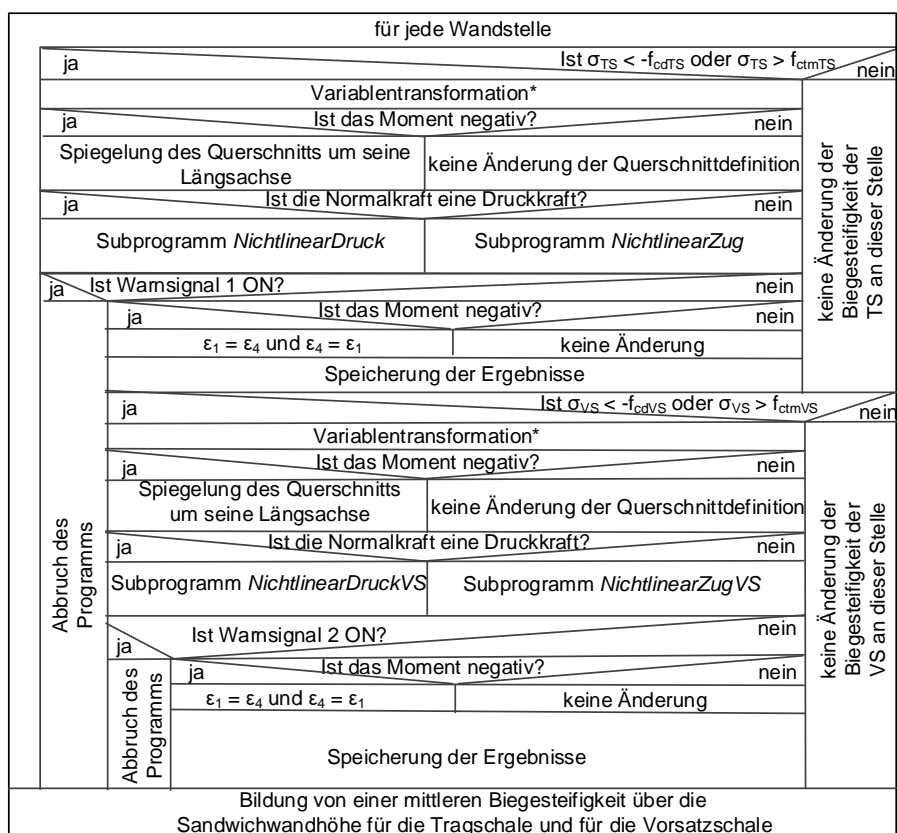 für jede Wandstelle
ja
Ist σTS < -fcdTS oder σTS > fctmTS
nein
Variablentransformation*
ja
Ist das Moment negativ?
nein
Spiegelung des Querschnitts um seine
Längsachse
keine Änderung der Querschnittdefinition
ja
Ist die Normalkraft eine Druckkraft?
nein
Subprogramm NichtlinearDruck
Subprogramm NichtlinearZug
keine Änderung der
Biegesteifigkeit der
TS an dieser Stelle
ja
Ist Warnsignal 1 ON?
nein
Abbruch des
Programms
ja
Ist das Moment negativ?
nein
ε1 = ε4 und ε4 = ε1
keine Änderung
Speicherung der Ergebnisse
ja
Ist σVS < -fcdVS oder σVS > fctmVS
nein
Variablentransformation*
ja
Ist das Moment negativ?
nein
Spiegelung des Querschnitts
um seine Längsachse
keine Änderung der Querschnittdefinition
ja
Ist die Normalkraft eine Druckkraft?
nein
Subprogramm NichtlinearDruckVS
Subprogramm NichtlinearZugVS
keine Änderung der
Biegesteifigkeit der
VS an dieser Stelle
ja
Ist Warnsignal 2 ON?
nein
Abbruch des
Programms
ja
Ist das Moment negativ?
nein
ε1 = ε4 und ε4 = ε1
keine Änderung
Speicherung der Ergebnisse
Bildung von einer mittleren Biegesteifigkeit über die
Sandwichwandhöhe für die Tragschale und für die Vorsatzschale